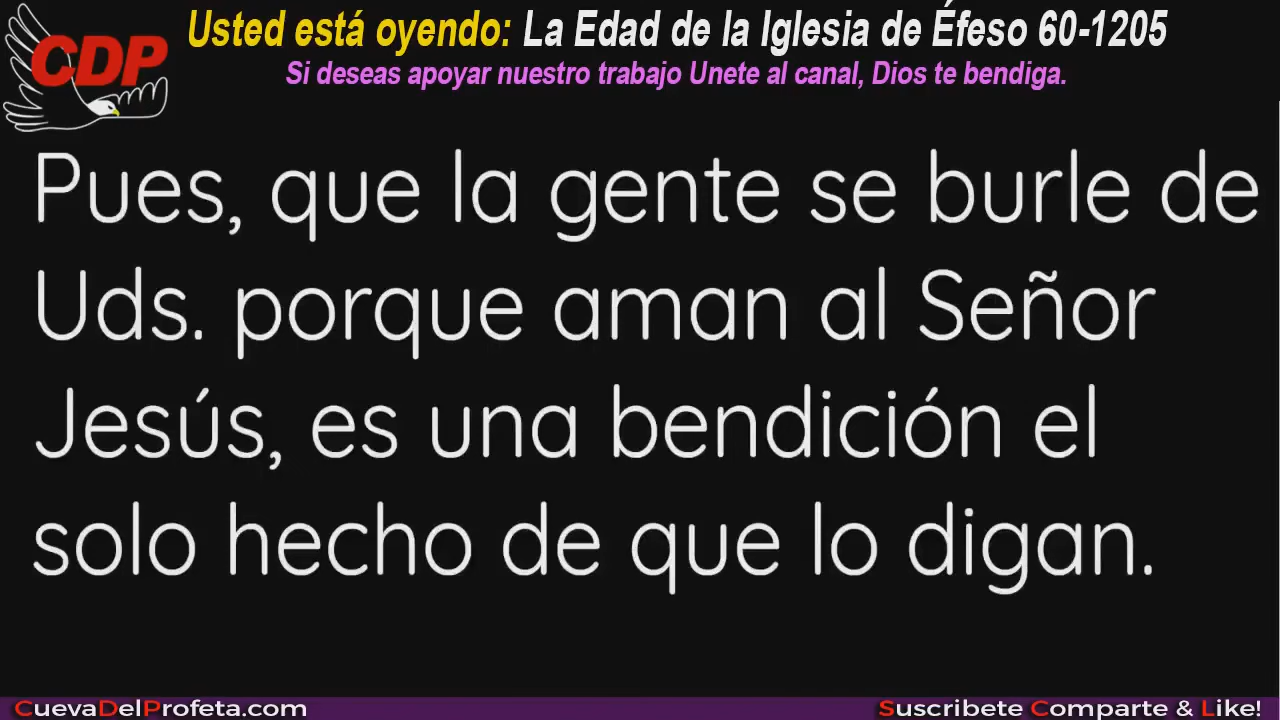 CDP
Usted está oyendo: La Edad de la Iglesia de Éfeso 60-1205
Si deseas apoyar nuestro trabajo Unete al canal, Dios te bendiga.
Pues, que la gente se burle de
Uds. porque aman al Señor
Jesús, es una bendición el
solo hecho de que lo digan.
CuevaDelProfeta.com
Suscribete Comparte & Like!